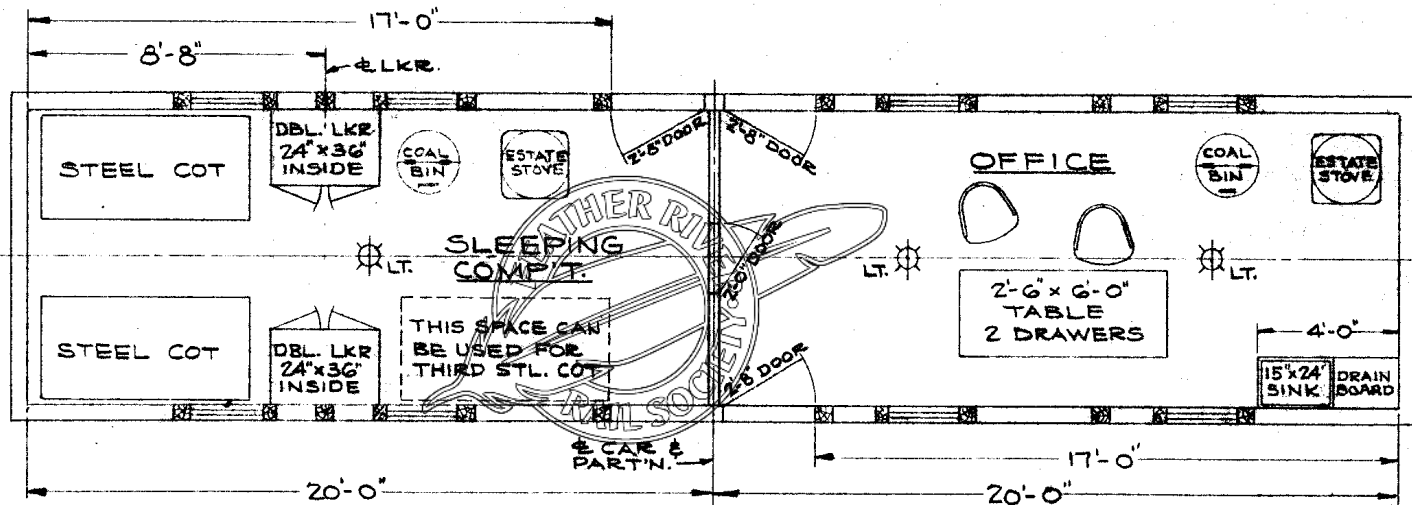 17'-0"
8'-8"
℄ LKR.
STEEL COT
DBL. LKR.
24"x36"
INSIDE
COAL
BIN
ESTATE
STOVE
2'-8" DOOR
2'-8" DOOR
OFFICE
COAL
BIN
ESTATE
STOVE
FEATHER RIVER
RAIL SOCIETY
SLEEPING
COMP'T.
LT.
2'-0" DOOR
LT.
LT.
STEEL COT
DBL. LKR
24"x36"
INSIDE
THIS SPACE CAN
BE USED FOR
THIRD STL. COT
2'-8" DOOR
2'-6" x 6'-0"
TABLE
2 DRAWERS
4'-0"
15"x24"
SINK
DRAIN
BOARD
℄ CAR &
PART'N.
17'-0"
20'-0"
20'-0"